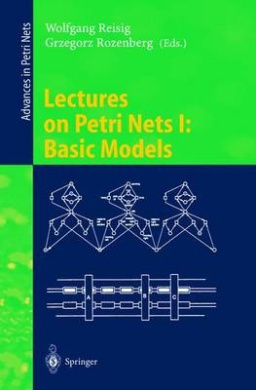 Advances in Petri Nets
Wolfgang Reisig
Grzegorz Rozenberg (Eds.)
Lectures
on Petri Nets I:
Basic Models
A
B
C
Springer